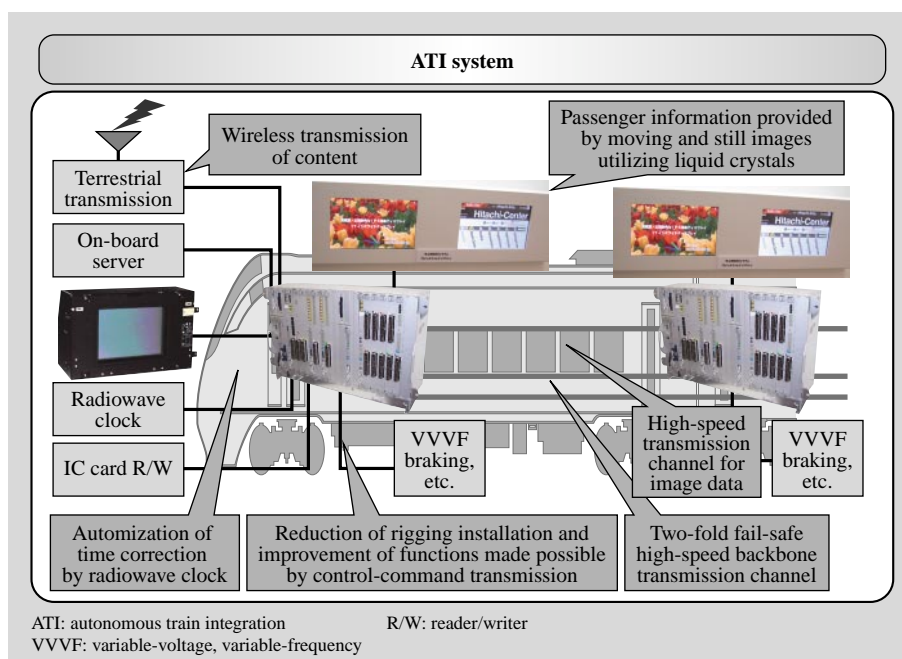 ATI system
Wireless transmission
of content
Passenger information provided
by moving and still images
utilizing liquid crystals
Terrestrial
transmission
On-board
server
Hitachi-Center
Hitachi-Center
Radiowave
clock
IC card R/W
VVVF
braking,
etc.
High-speed
transmission
channel for
image data
VVVF
braking,
etc.
Automization of
time correction
by radiowave clock
Reduction of rigging installation and
improvement of functions made possible
by control-command transmission
Two-fold fail-safe
high-speed backbone
transmission channel
ATI: autonomous train integration
R/W: reader/writer
VVVF: variable-voltage, variable-frequency